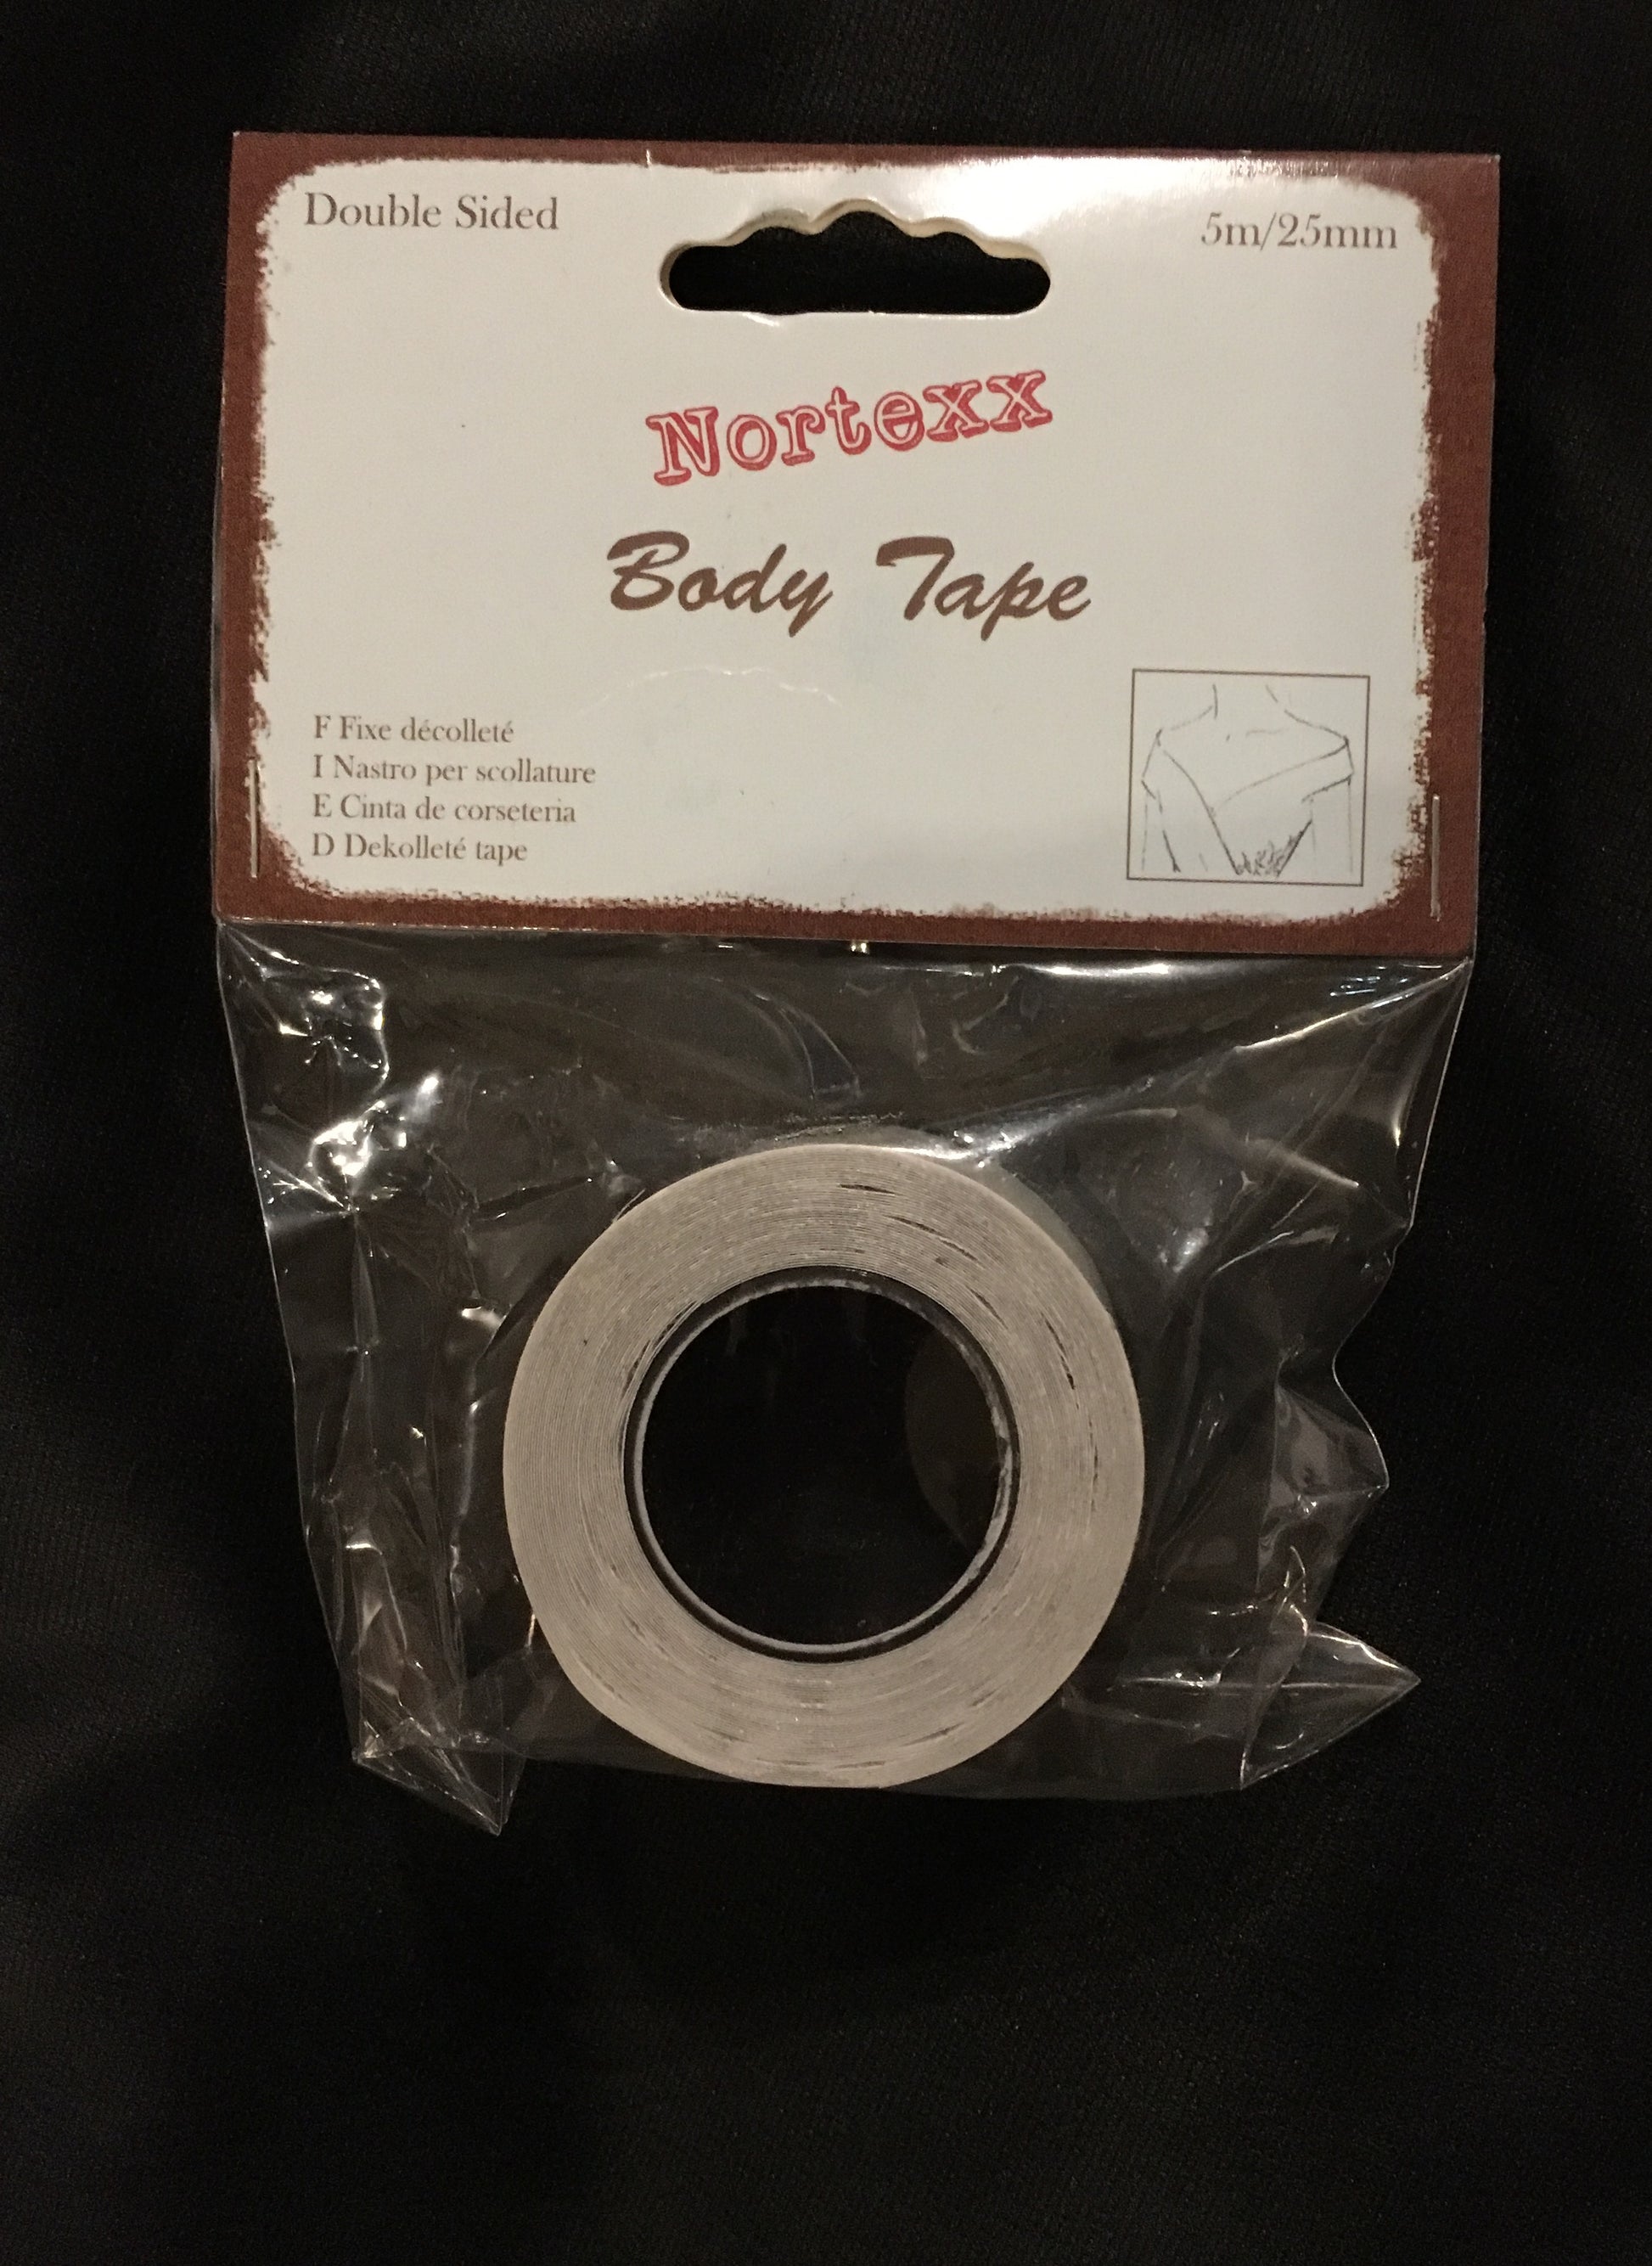 Double Sided
5m/25mm
Nortexx
Body Tape
F Fixe décolleté
I Nastro per scollature
E Cinta de corseteria
D Dekolleté tape